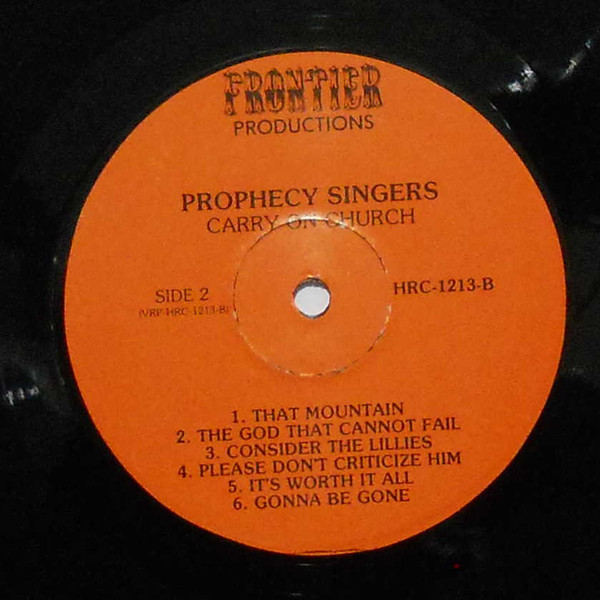 FRONTIER
PRODUCTIONS
PROPHECY SINGERS
CARRY ON CHURCH
SIDE 2
(VRP-HRC-1213-B)
HRC-1213-B
1. THAT MOUNTAIN
2. THE GOD THAT CANNOT FAIL
3. CONSIDER THE LILLIES
4. PLEASE DON'T CRITICIZE HIM
5. IT'S WORTH IT ALL
6. GONNA BE GONE